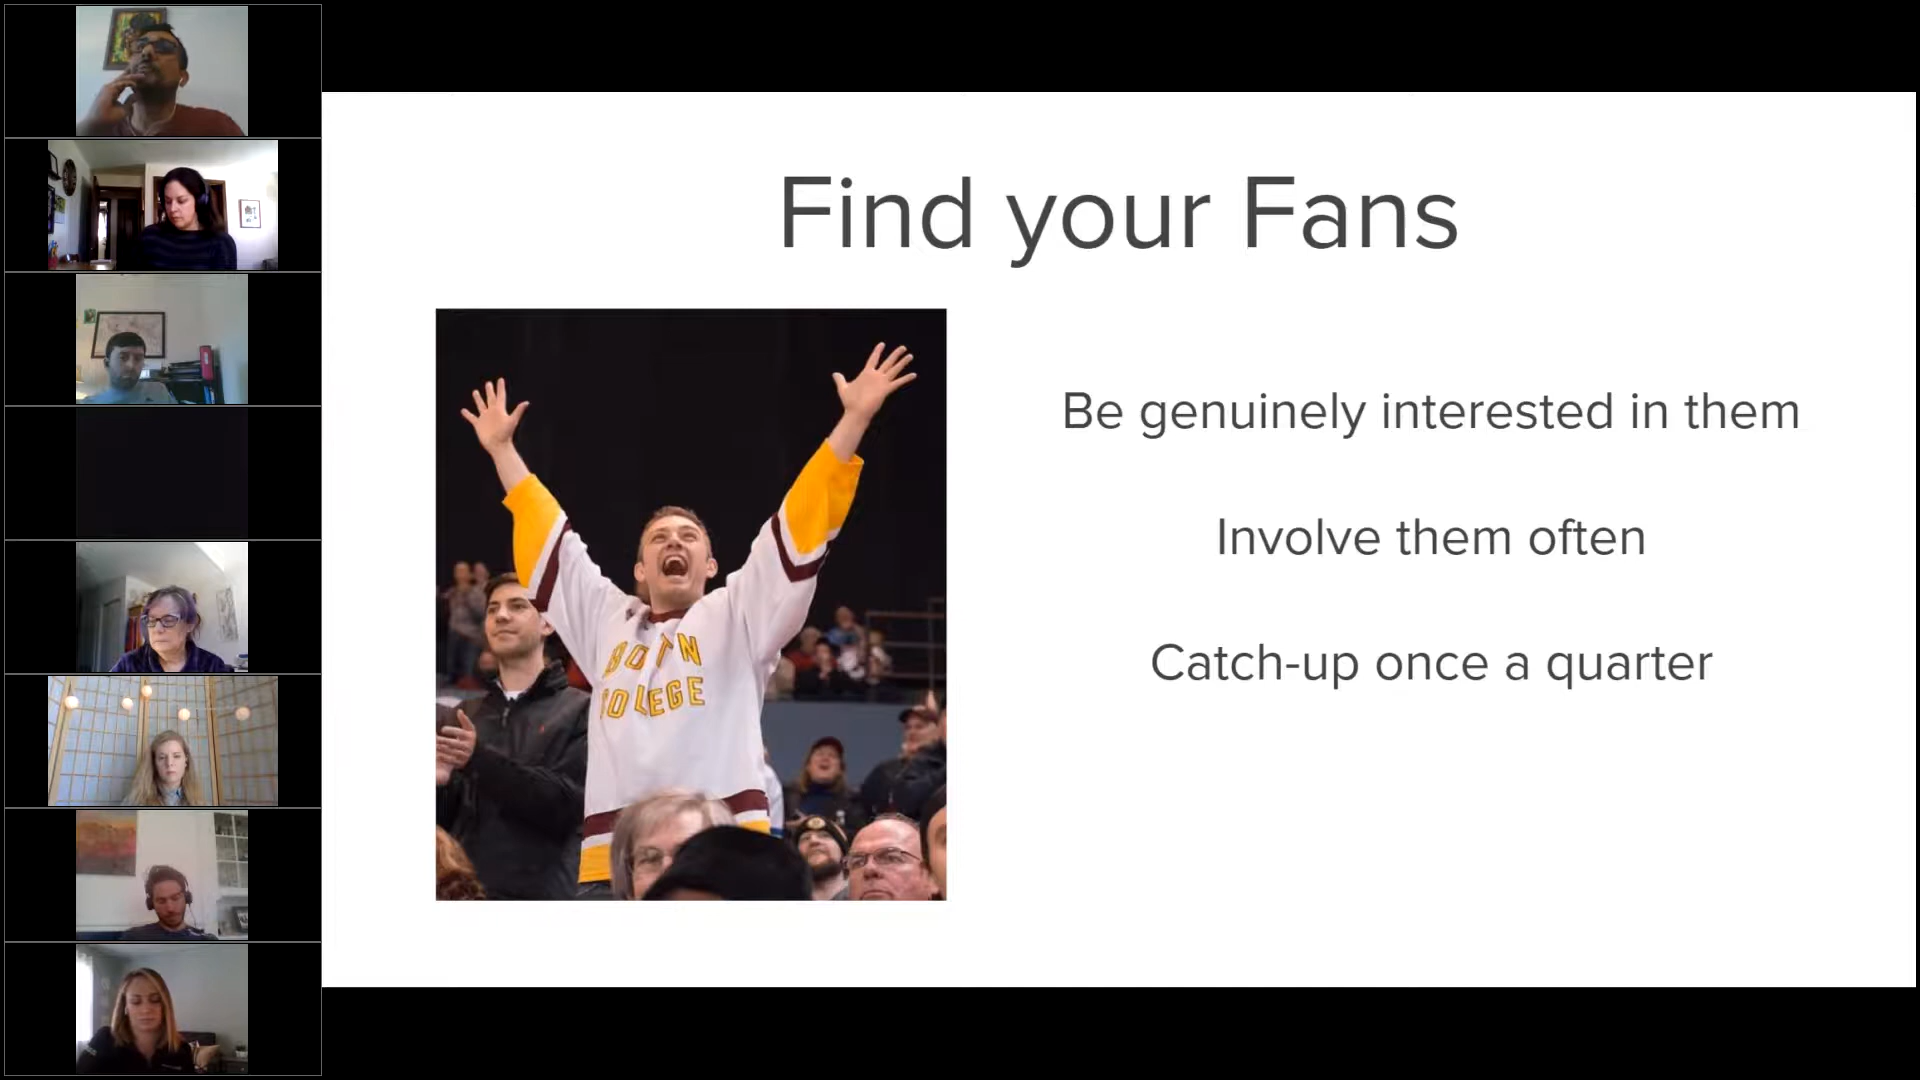 Find your Fans
Be genuinely interested in them
Involve them often
Catch-up once a quarter